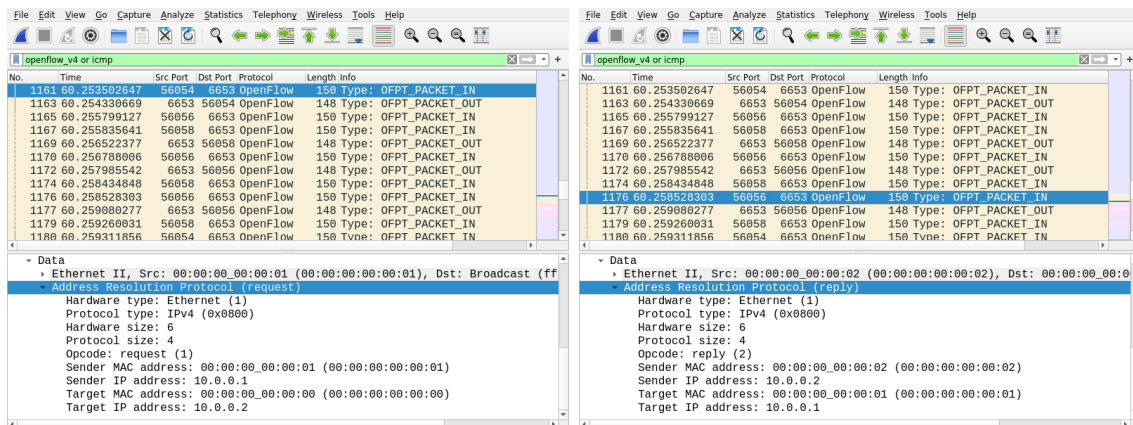 File Edit View Go Capture Analyze Statistics Telephony Wireless Tools Help
openflow_v4 or icmp
No. Time Src Port Dst Port Protocol Length Info
1161 60.253502647 56054 6653 OpenFlow 150 Type: OFPT_PACKET_IN
1163 60.254330669 6653 56054 OpenFlow 148 Type: OFPT_PACKET_OUT
1165 60.255799127 56056 6653 OpenFlow 150 Type: OFPT_PACKET_IN
1167 60.255835641 56058 6653 OpenFlow 150 Type: OFPT_PACKET_IN
1169 60.256522377 6653 56058 OpenFlow 148 Type: OFPT_PACKET_OUT
1170 60.256788006 56056 6653 OpenFlow 150 Type: OFPT_PACKET_IN
1172 60.257985542 6653 56056 OpenFlow 148 Type: OFPT_PACKET_OUT
1174 60.258434848 56058 6653 OpenFlow 150 Type: OFPT_PACKET_IN
1176 60.258528303 56056 6653 OpenFlow 150 Type: OFPT_PACKET_IN
1177 60.259080277 6653 56056 OpenFlow 148 Type: OFPT_PACKET_OUT
1179 60.259260031 56058 6653 OpenFlow 150 Type: OFPT_PACKET_IN
1180 60.259311856 56054 6653 OpenFlow 150 Type: OFPT_PACKET_IN
Data
Ethernet II, Src: 00:00:00_00:00:01 (00:00:00:00:00:01), Dst: Broadcast (ff
Address Resolution Protocol (request)
Hardware type: Ethernet (1)
Protocol type: IPv4 (0x0800)
Hardware size: 6
Protocol size: 4
Opcode: request (1)
Sender MAC address: 00:00:00_00:00:01 (00:00:00:00:00:01)
Sender IP address: 10.0.0.1
Target MAC address: 00:00:00_00:00:00 (00:00:00:00:00:00)
Target IP address: 10.0.0.2
File Edit View Go Capture Analyze Statistics Telephony Wireless Tools Help
openflow_v4 or icmp
No. Time Src Port Dst Port Protocol Length Info
1161 60.253502647 56054 6653 OpenFlow 150 Type: OFPT_PACKET_IN
1163 60.254330669 6653 56054 OpenFlow 148 Type: OFPT_PACKET_OUT
1165 60.255799127 56056 6653 OpenFlow 150 Type: OFPT_PACKET_IN
1167 60.255835641 56058 6653 OpenFlow 150 Type: OFPT_PACKET_IN
1169 60.256522377 6653 56058 OpenFlow 148 Type: OFPT_PACKET_OUT
1170 60.256788006 56056 6653 OpenFlow 150 Type: OFPT_PACKET_IN
1172 60.257985542 6653 56056 OpenFlow 148 Type: OFPT_PACKET_OUT
1174 60.258434848 56058 6653 OpenFlow 150 Type: OFPT_PACKET_IN
1176 60.258528303 56056 6653 OpenFlow 150 Type: OFPT_PACKET_IN
1177 60.259080277 6653 56056 OpenFlow 148 Type: OFPT_PACKET_OUT
1179 60.259260031 56058 6653 OpenFlow 150 Type: OFPT_PACKET_IN
1180 60.259311856 56054 6653 OpenFlow 150 Type: OFPT_PACKET_IN
Data
Ethernet II, Src: 00:00:00_00:00:02 (00:00:00:00:00:02), Dst: 00:00:00_00:0
Address Resolution Protocol (reply)
Hardware type: Ethernet (1)
Protocol type: IPv4 (0x0800)
Hardware size: 6
Protocol size: 4
Opcode: reply (2)
Sender MAC address: 00:00:00_00:00:02 (00:00:00:00:00:02)
Sender IP address: 10.0.0.2
Target MAC address: 00:00:00_00:00:01 (00:00:00:00:00:01)
Target IP address: 10.0.0.1